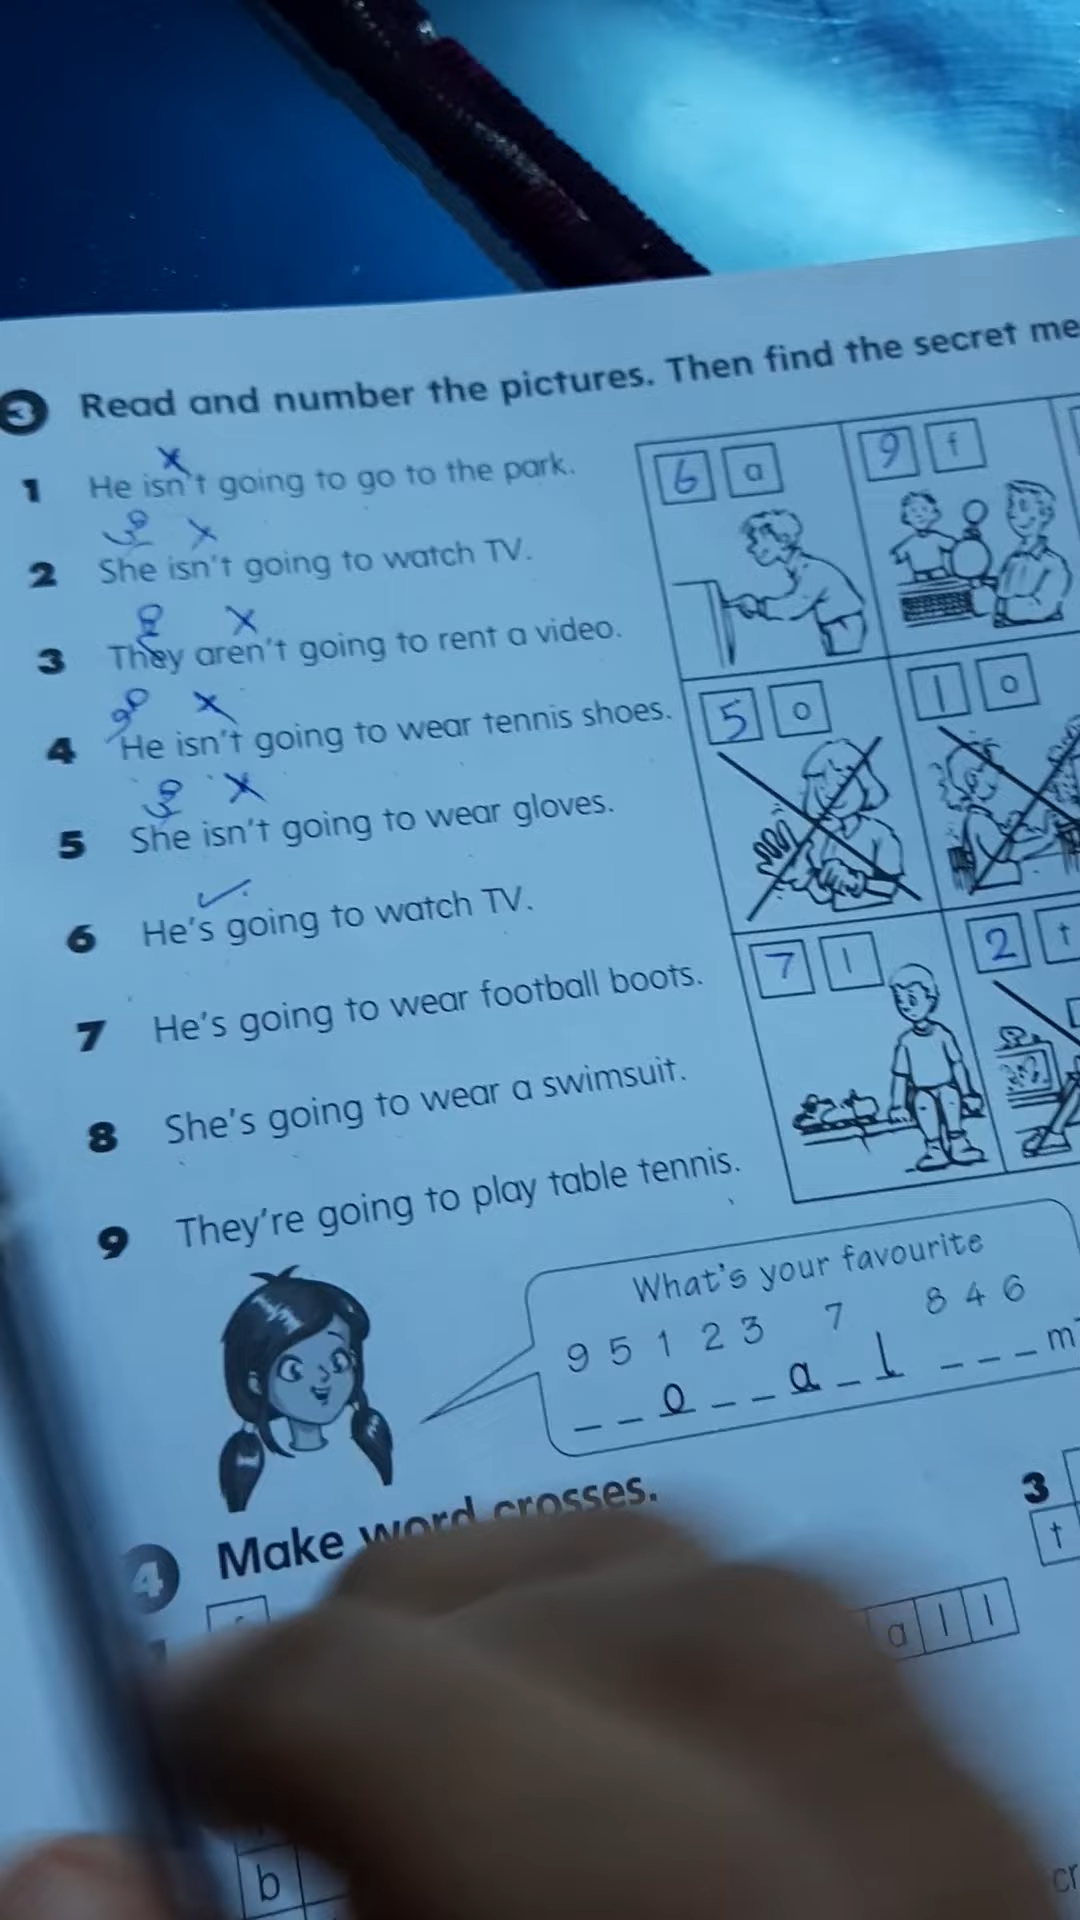 3 Read and number the pictures. Then find the secret me
1 He isn't going to go to the park.
2 She isn't going to watch TV.
3 They aren't going to rent a video.
4 He isn't going to wear tennis shoes.
5 She isn't going to wear gloves.
6 He's going to watch TV.
7 He's going to wear football boots.
8 She's going to wear a swimsuit.
9 They're going to play table tennis.
6 a 9 f
5 o 1 o
7 l 2 t
What's your favourite
9 5 1 2 3 7 8 4 6
_ _ o _ _ a _ l _ _ _ m
4 Make word crosses.
3
t
a l l
b
cr